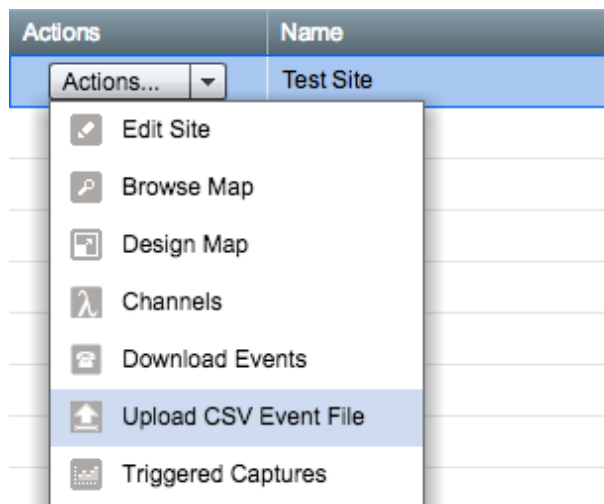 Actions Name
Actions... Test Site
Edit Site
Browse Map
Design Map
λ Channels
Download Events
Upload CSV Event File
Triggered Captures